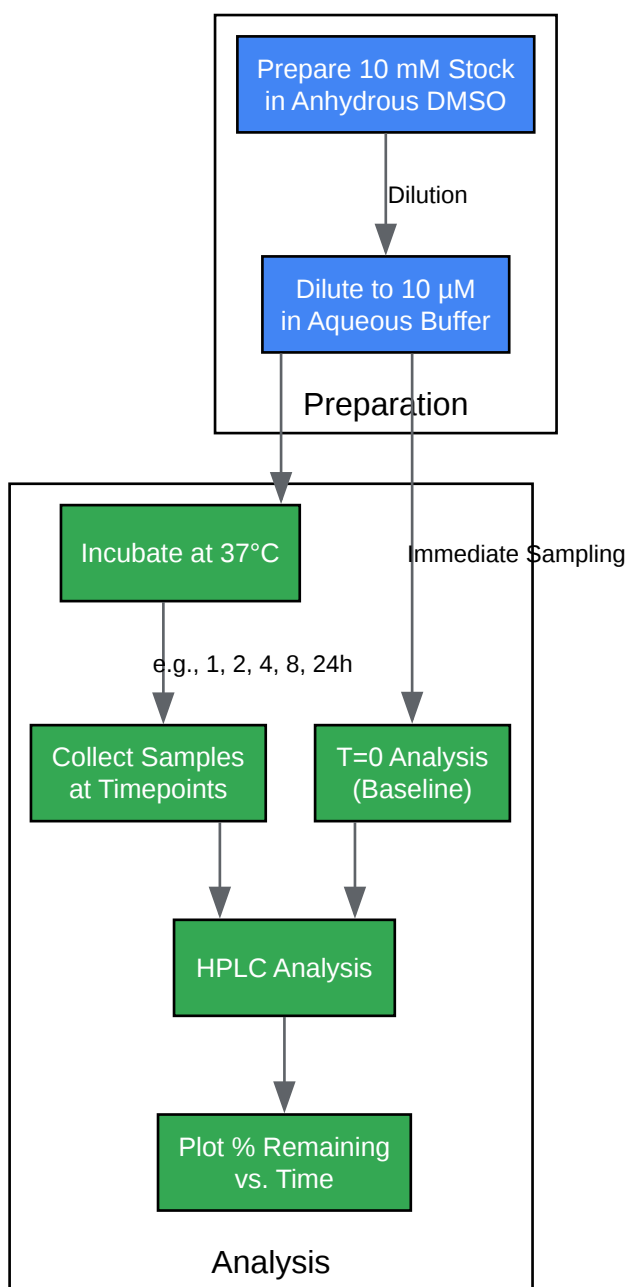 Prepare 10 mM Stock
in Anhydrous DMSO
Dilution
Dilute to 10 µM
in Aqueous Buffer
Preparation
Incubate at 37°C
Immediate Sampling
e.g., 1, 2, 4, 8, 24h
Collect Samples
at Timepoints
T=0 Analysis
(Baseline)
HPLC Analysis
Plot % Remaining
vs. Time
Analysis